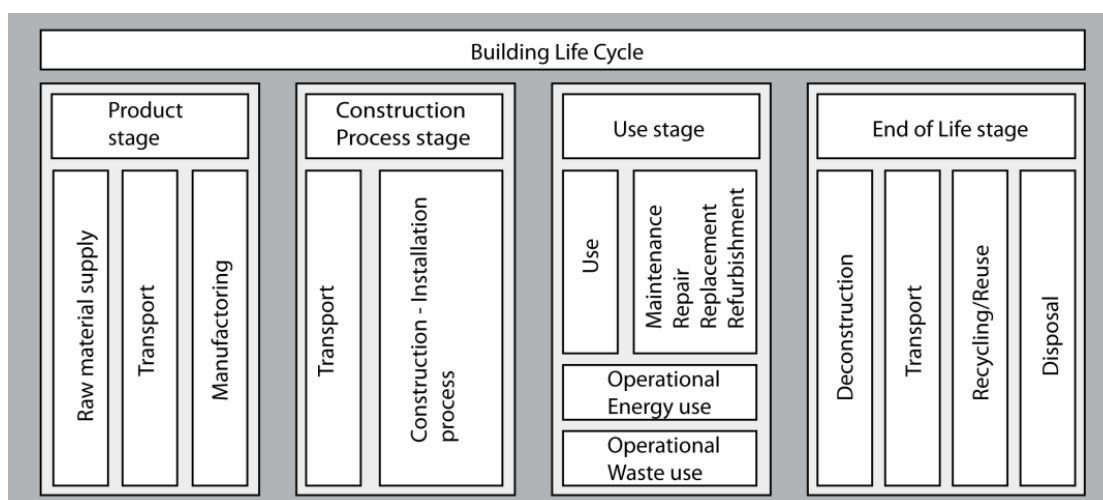 Building Life Cycle
Product
stage
Raw material supply
Transport
Manufactoring
Construction
Process stage
Transport
Construction - Installation
process
Use stage
Use
Maintenance
Repair
Replacement
Refurbishment
Operational
Energy use
Operational
Waste use
End of Life stage
Deconstruction
Transport
Recycling/Reuse
Disposal